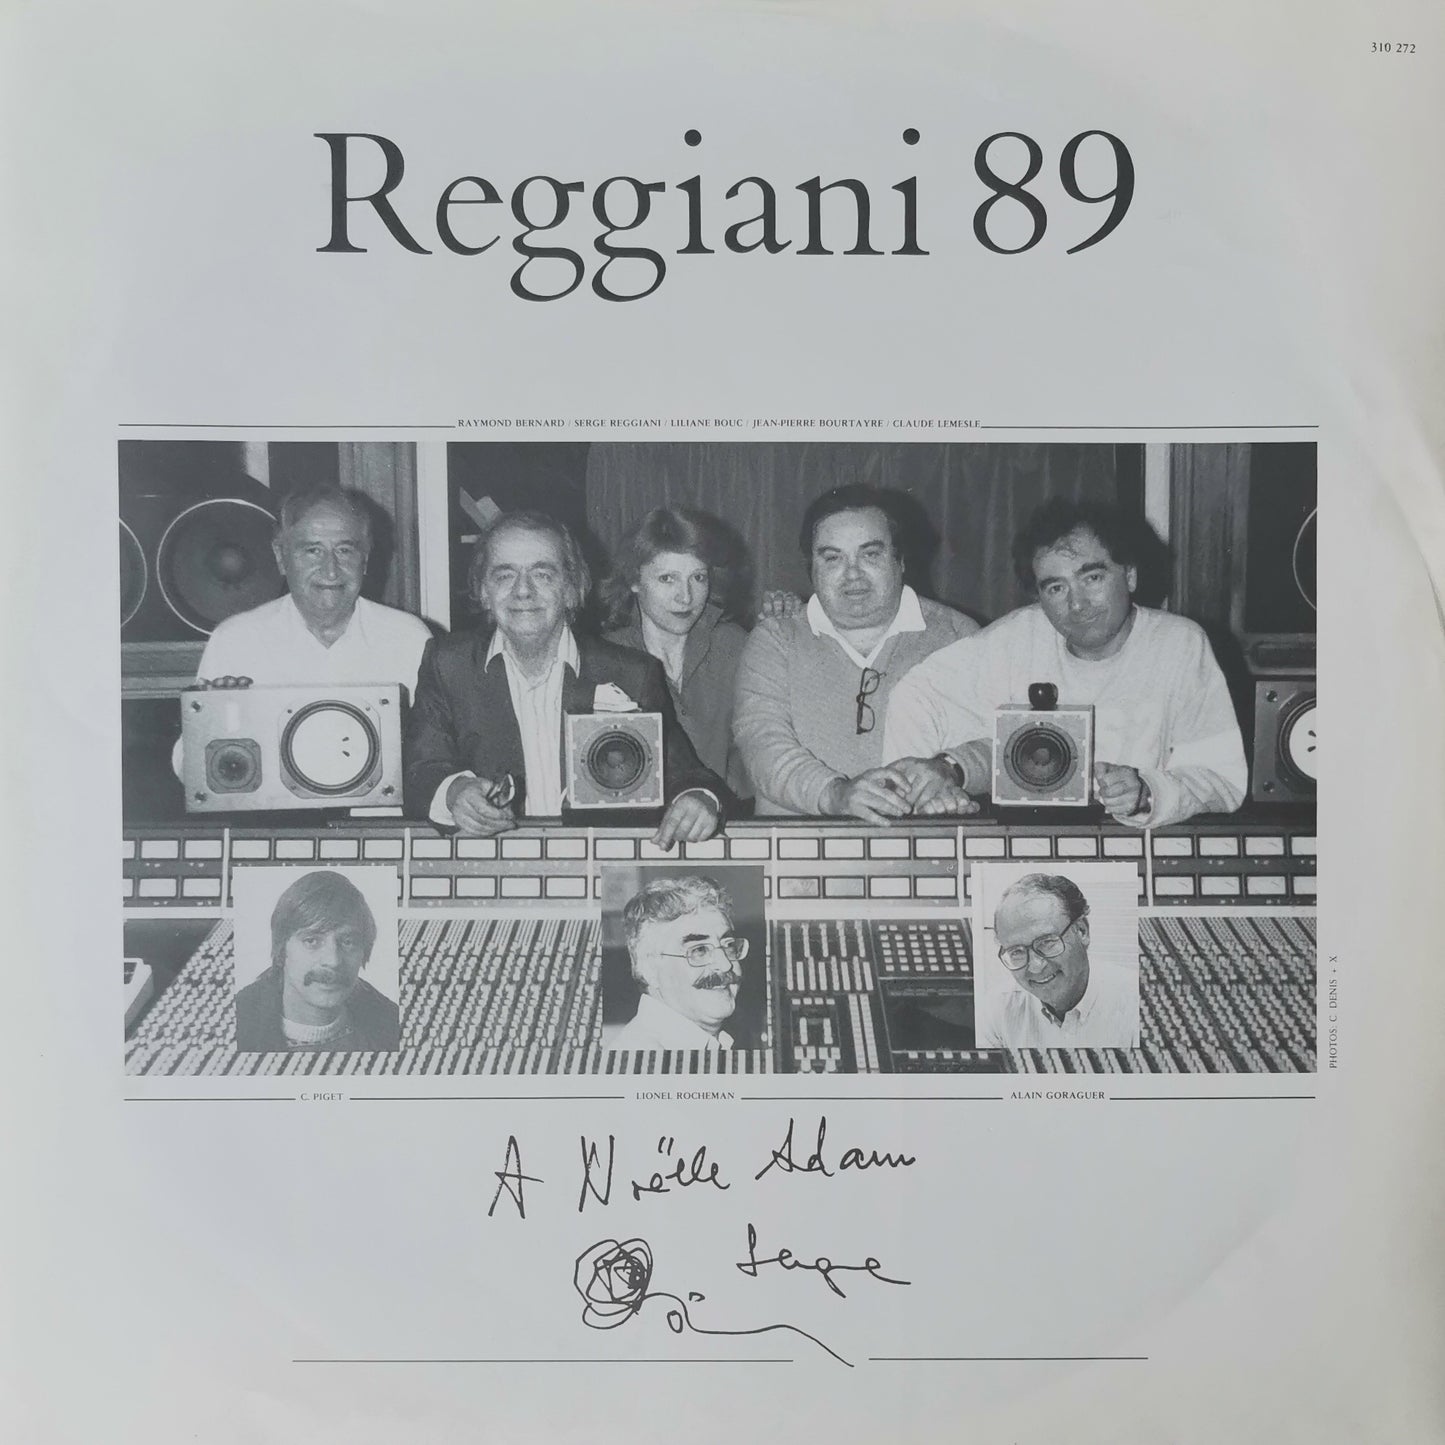 310 272
Reggiani 89
RAYMOND BERNARD / SERGE REGGIANI / LILIANE BOUC / JEAN-PIERRE BOURTAYRE / CLAUDE LEMESLE
PHOTOS: C. DENIS + X
C. PIGET
LIONEL ROCHEMAN
ALAIN GORAGUER
A Noëlle Adam
Serge